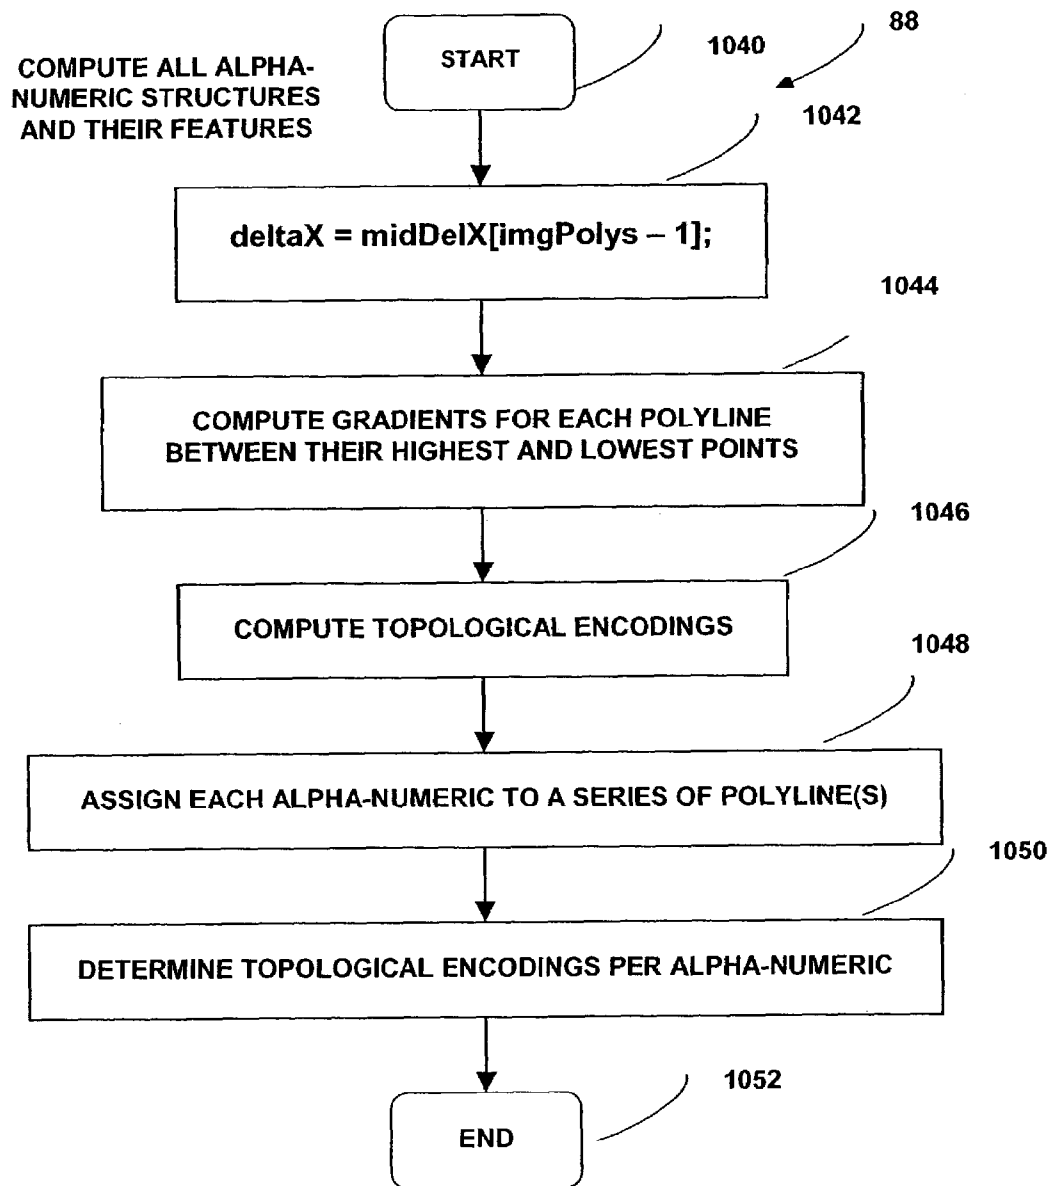 88
START
1040
COMPUTE ALL ALPHA-
NUMERIC STRUCTURES
AND THEIR FEATURES
1042
deltaX = midDelX[imgPolys – 1];
1044
COMPUTE GRADIENTS FOR EACH POLYLINE
BETWEEN THEIR HIGHEST AND LOWEST POINTS
1046
COMPUTE TOPOLOGICAL ENCODINGS
1048
ASSIGN EACH ALPHA-NUMERIC TO A SERIES OF POLYLINE(S)
1050
DETERMINE TOPOLOGICAL ENCODINGS PER ALPHA-NUMERIC
1052
END